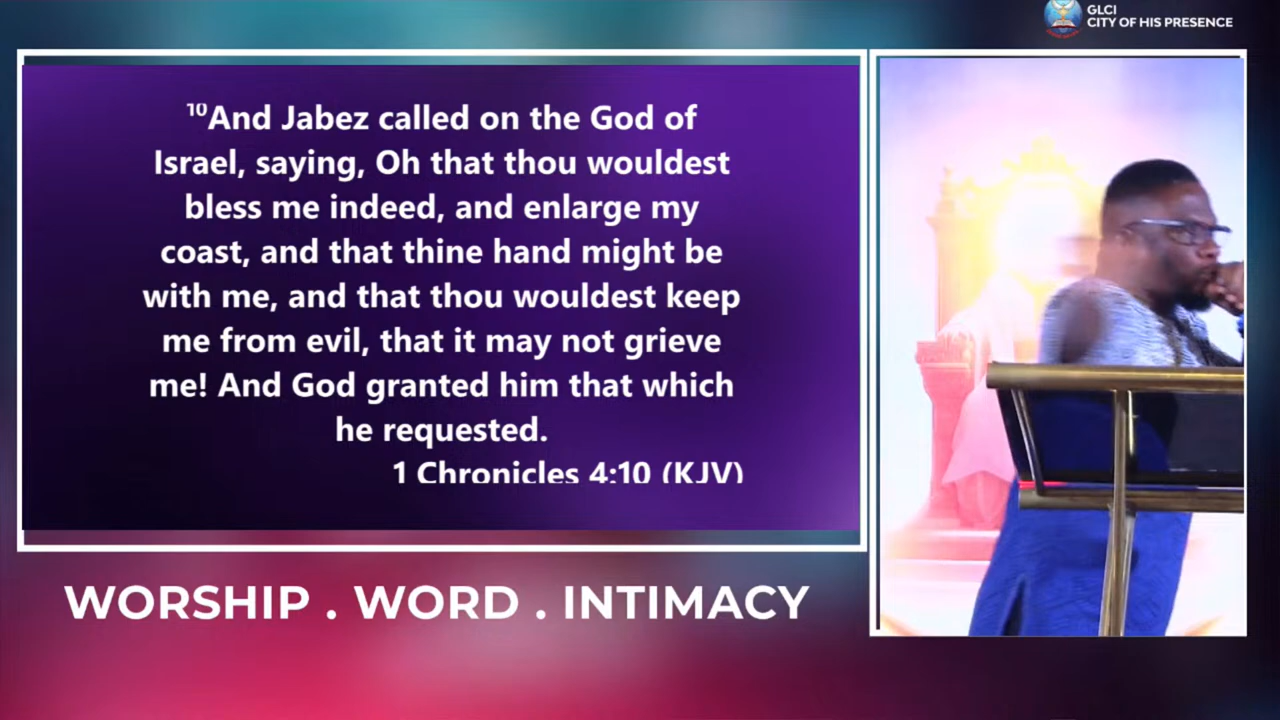 GLCI
CITY OF HIS PRESENCE
¹⁰And Jabez called on the God of
Israel, saying, Oh that thou wouldest
bless me indeed, and enlarge my
coast, and that thine hand might be
with me, and that thou wouldest keep
me from evil, that it may not grieve
me! And God granted him that which
he requested.
1 Chronicles 4:10 (KJV)
WORSHIP . WORD . INTIMACY